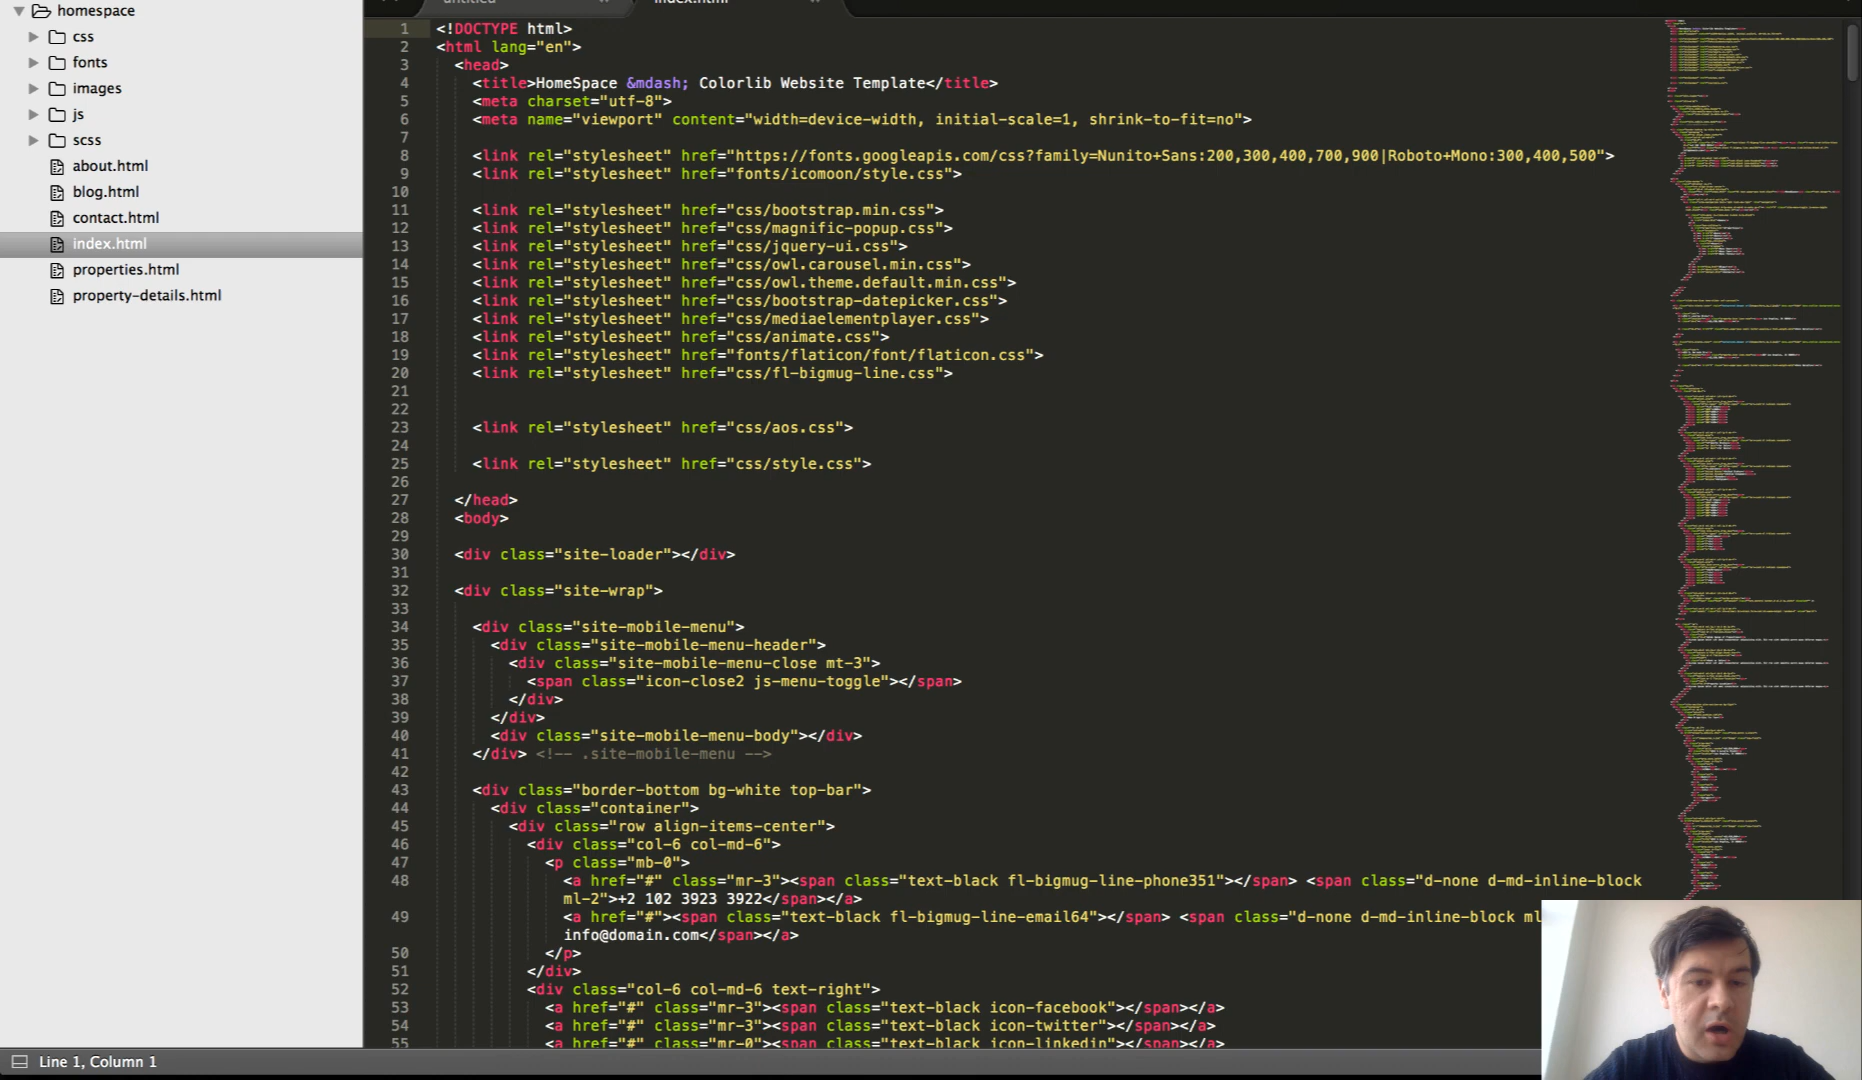 homespace
css
fonts
images
js
scss
about.html
blog.html
contact.html
index.html
properties.html
property-details.html
untitled
index.html
1 <!DOCTYPE html>
2 <html lang="en">
3 <head>
4 <title>HomeSpace &mdash; Colorlib Website Template</title>
5 <meta charset="utf-8">
6 <meta name="viewport" content="width=device-width, initial-scale=1, shrink-to-fit=no">
7
8 <link rel="stylesheet" href="https://fonts.googleapis.com/css?family=Nunito+Sans:200,300,400,700,900|Roboto+Mono:300,400,500">
9 <link rel="stylesheet" href="fonts/icomoon/style.css">
10
11 <link rel="stylesheet" href="css/bootstrap.min.css">
12 <link rel="stylesheet" href="css/magnific-popup.css">
13 <link rel="stylesheet" href="css/jquery-ui.css">
14 <link rel="stylesheet" href="css/owl.carousel.min.css">
15 <link rel="stylesheet" href="css/owl.theme.default.min.css">
16 <link rel="stylesheet" href="css/bootstrap-datepicker.css">
17 <link rel="stylesheet" href="css/mediaelementplayer.css">
18 <link rel="stylesheet" href="css/animate.css">
19 <link rel="stylesheet" href="fonts/flaticon/font/flaticon.css">
20 <link rel="stylesheet" href="css/fl-bigmug-line.css">
21
22
23 <link rel="stylesheet" href="css/aos.css">
24
25 <link rel="stylesheet" href="css/style.css">
26
27 </head>
28 <body>
29
30 <div class="site-loader"></div>
31
32 <div class="site-wrap">
33
34 <div class="site-mobile-menu">
35 <div class="site-mobile-menu-header">
36 <div class="site-mobile-menu-close mt-3">
37 <span class="icon-close2 js-menu-toggle"></span>
38 </div>
39 </div>
40 <div class="site-mobile-menu-body"></div>
41 </div> <!-- .site-mobile-menu -->
42
43 <div class="border-bottom bg-white top-bar">
44 <div class="container">
45 <div class="row align-items-center">
46 <div class="col-6 col-md-6">
47 <p class="mb-0">
48 <a href="#" class="mr-3"><span class="text-black fl-bigmug-line-phone351"></span> <span class="d-none d-md-inline-block
ml-2">+2 102 3923 3922</span></a>
49 <a href="#"><span class="text-black fl-bigmug-line-email64"></span> <span class="d-none d-md-inline-block ml
info@domain.com</span></a>
50 </p>
51 </div>
52 <div class="col-6 col-md-6 text-right">
53 <a href="#" class="mr-3"><span class="text-black icon-facebook"></span></a>
54 <a href="#" class="mr-3"><span class="text-black icon-twitter"></span></a>
55 <a href="#" class="mr-0"><span class="text-black icon-linkedin"></span></a>
Line 1, Column 1